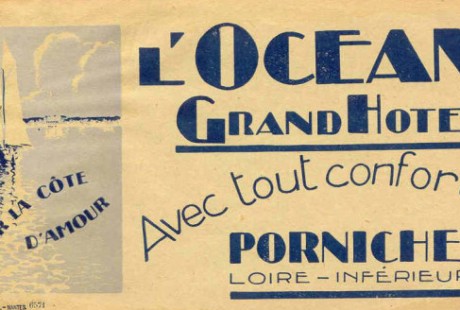 L'OCEAN
GRAND HOTE
Avec tout confor
PORNICHE
LOIRE-INFÉRIEUR
R LA CÔTE
D'AMOUR